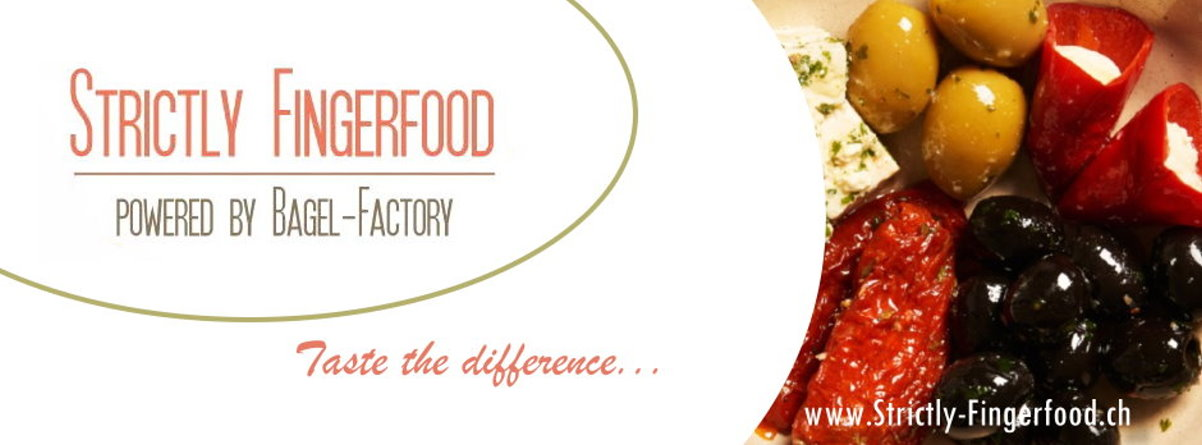 Strictly Fingerfood
powered by Bagel-Factory
Taste the difference...
www.Strictly-Fingerfood.ch